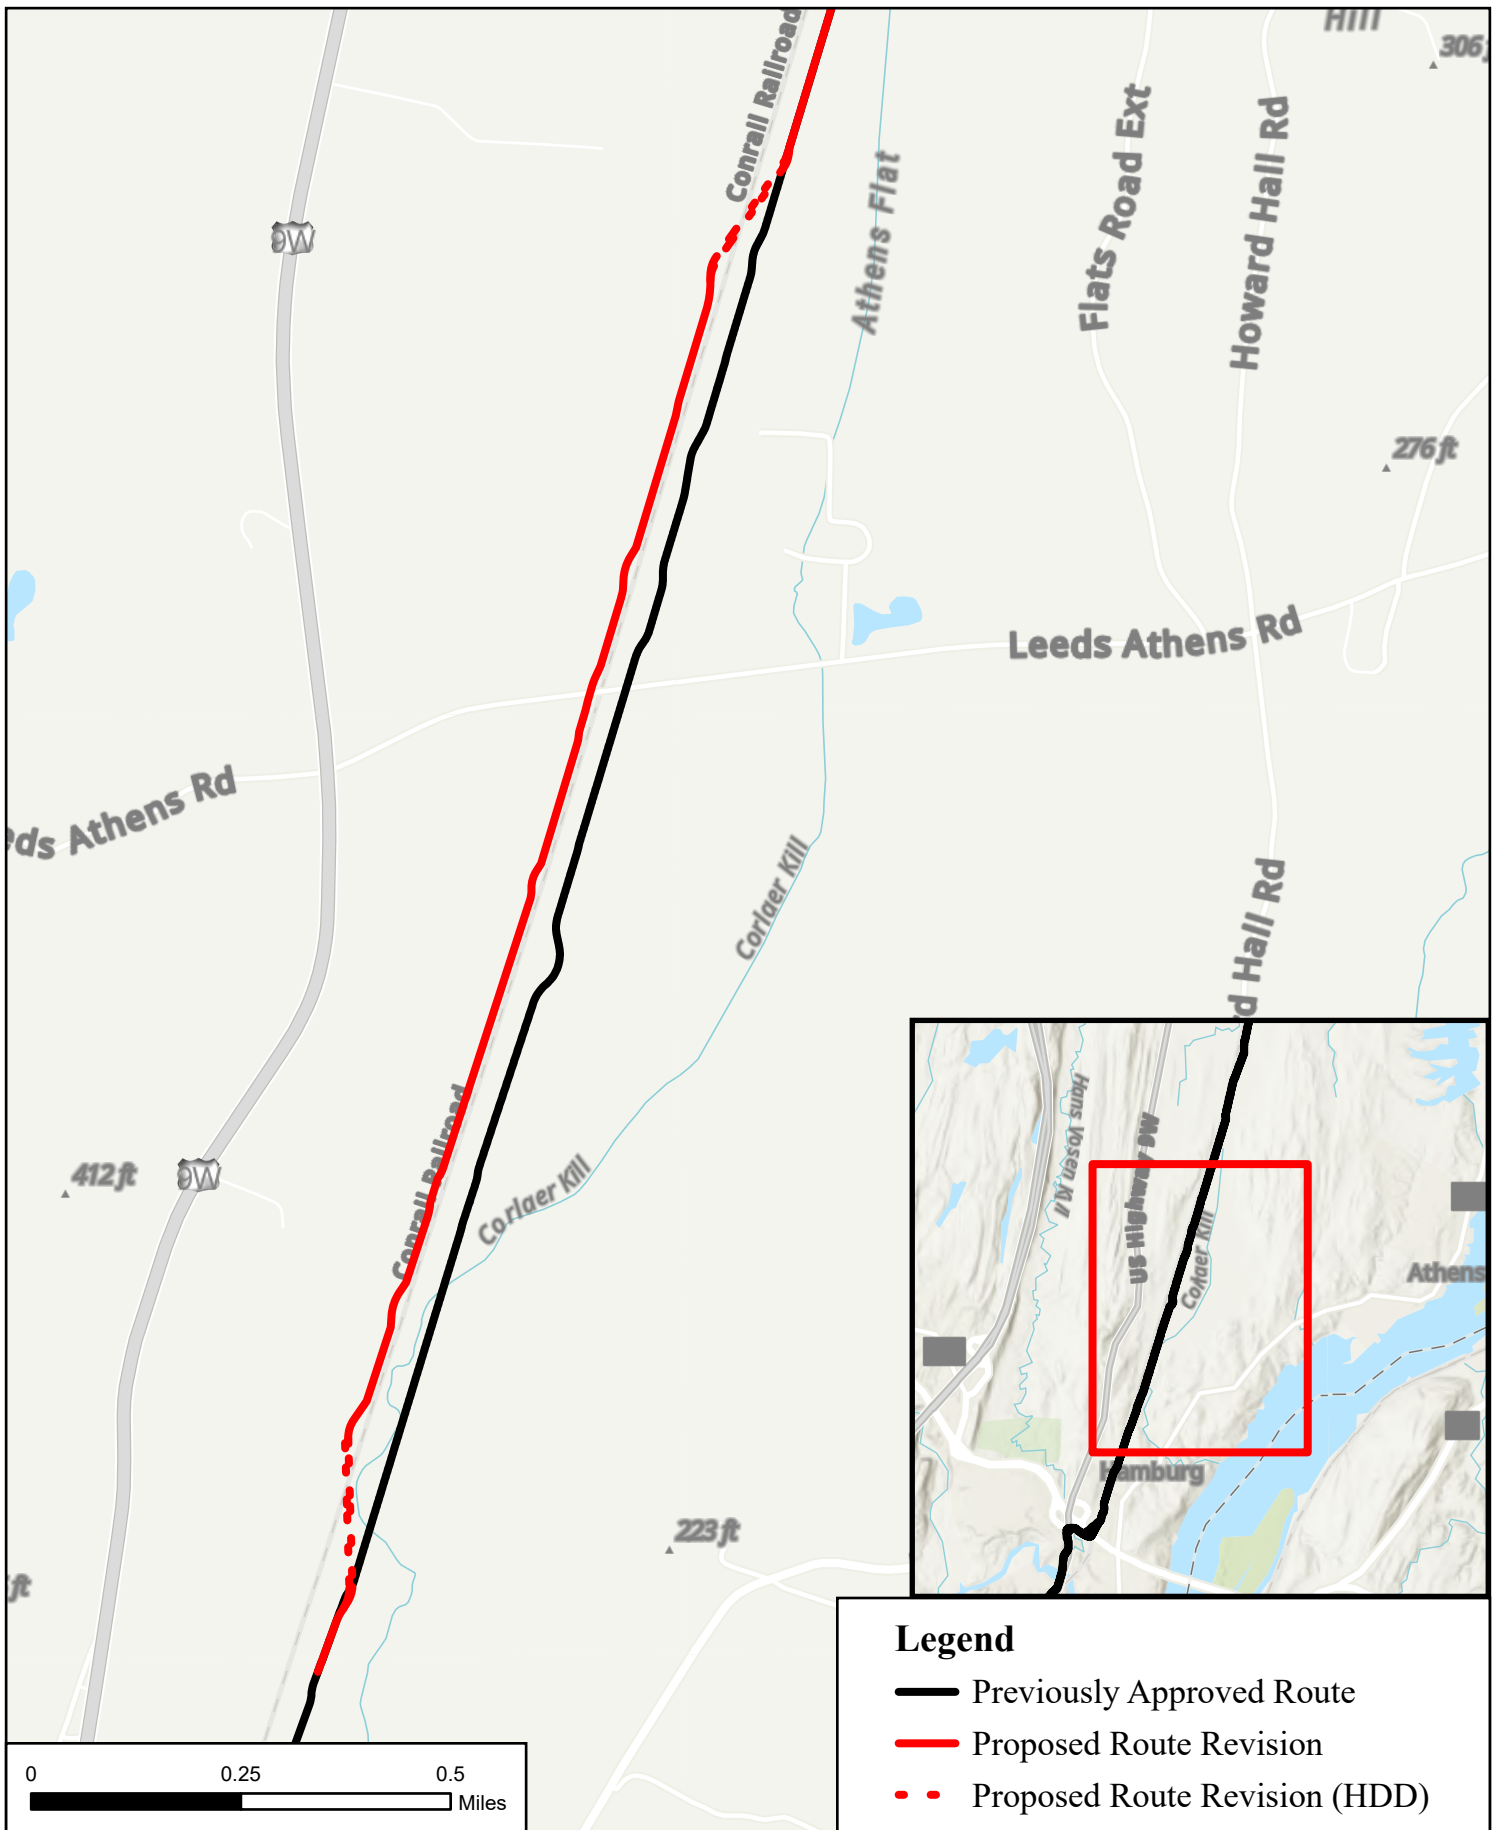 Hill
306
Conrail Railroad
Flats Road Ext
Howard Hall Rd
Athens Flat
9W
276 ft
Leeds Athens Rd
eds Athens Rd
Corlaer Kill
rd Hall Rd
Conrail Railroad
Corlaer Kill
412 ft
9W
223 ft
ft
Hans Vosen Kill
US Highway 9W
Corlaer Kill
Athens
Hamburg
Legend
Previously Approved Route
Proposed Route Revision
Proposed Route Revision (HDD)
0 0.25 0.5
Miles